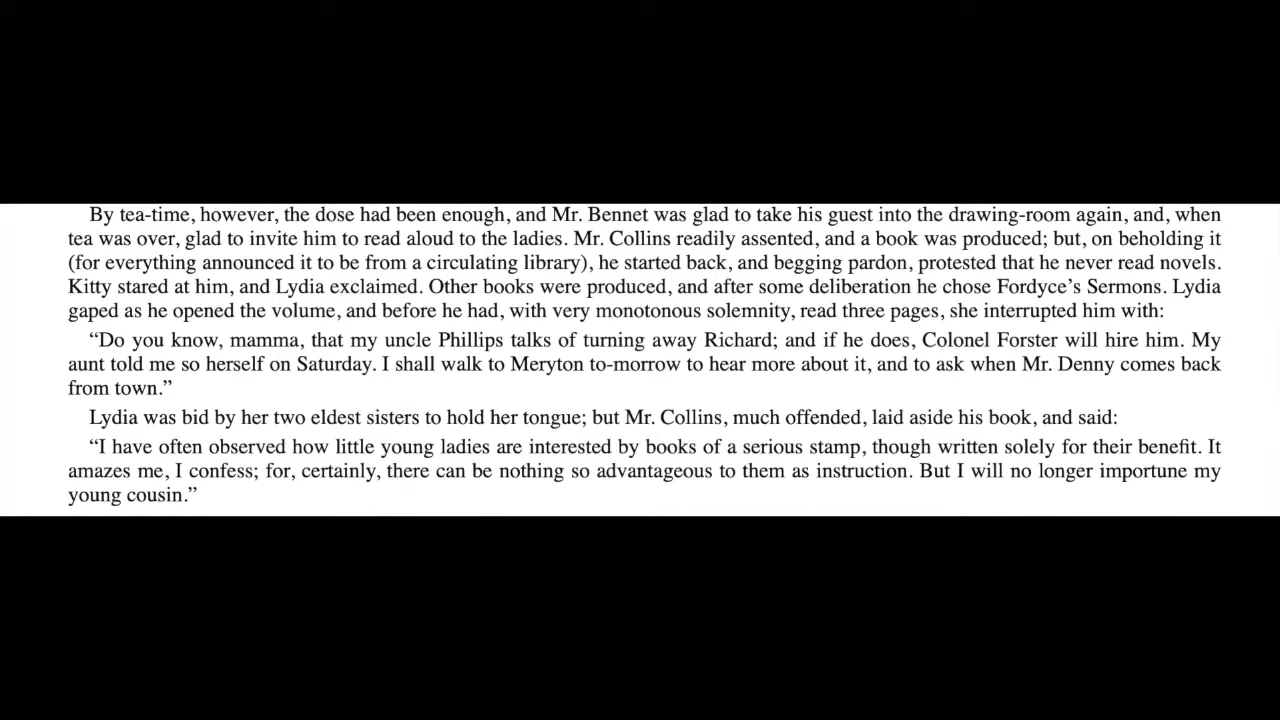 By tea-time, however, the dose had been enough, and Mr. Bennet was glad to take his guest into the drawing-room again, and, when
tea was over, glad to invite him to read aloud to the ladies. Mr. Collins readily assented, and a book was produced; but, on beholding it
(for everything announced it to be from a circulating library), he started back, and begging pardon, protested that he never read novels.
Kitty stared at him, and Lydia exclaimed. Other books were produced, and after some deliberation he chose Fordyce’s Sermons. Lydia
gaped as he opened the volume, and before he had, with very monotonous solemnity, read three pages, she interrupted him with:
“Do you know, mamma, that my uncle Phillips talks of turning away Richard; and if he does, Colonel Forster will hire him. My
aunt told me so herself on Saturday. I shall walk to Meryton to-morrow to hear more about it, and to ask when Mr. Denny comes back
from town.”
Lydia was bid by her two eldest sisters to hold her tongue; but Mr. Collins, much offended, laid aside his book, and said:
“I have often observed how little young ladies are interested by books of a serious stamp, though written solely for their benefit. It
amazes me, I confess; for, certainly, there can be nothing so advantageous to them as instruction. But I will no longer importune my
young cousin.”